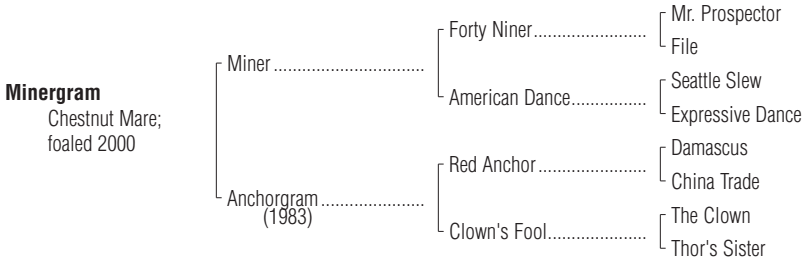 Mr. Prospector
Forty Niner......................
File
Miner ..............................
Seattle Slew
American Dance...............
Expressive Dance
Minergram
Chestnut Mare;
foaled 2000
Damascus
Red Anchor .....................
China Trade
Anchorgram.....................
(1983)
The Clown
Clown's Fool....................
Thor's Sister